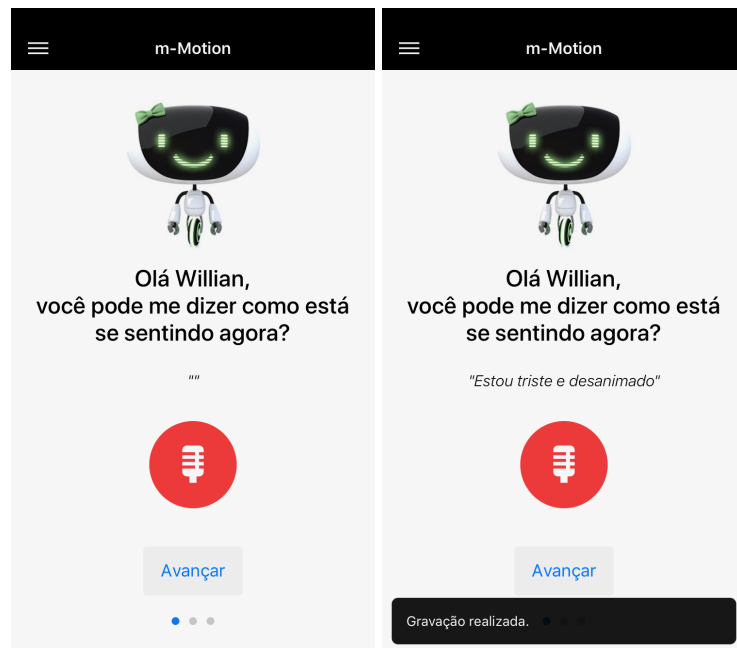 m-Motion
Olá Willian,
você pode me dizer como está
se sentindo agora?
""
Avançar
m-Motion
Olá Willian,
você pode me dizer como está
se sentindo agora?
"Estou triste e desanimado"
Avançar
Gravação realizada.